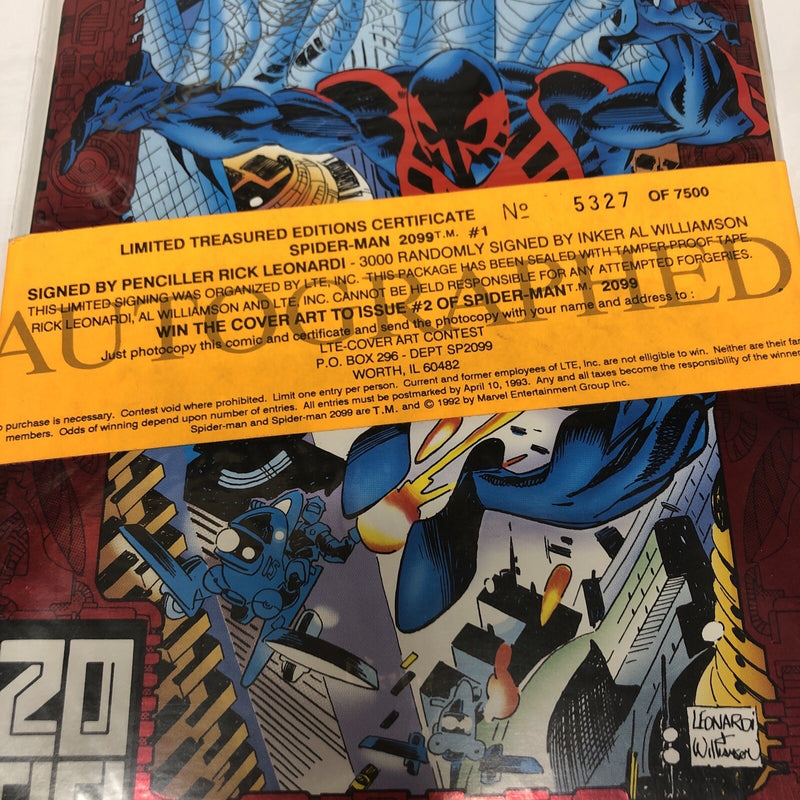 Nº 5327 OF 7500
LIMITED TREASURED EDITIONS CERTIFICATE
SPIDER-MAN 2099T.M. #1
SIGNED BY PENCILLER RICK LEONARDI - 3000 RANDOMLY SIGNED BY INKER AL WILLIAMSON
THIS LIMITED SIGNING WAS ORGANIZED BY LTE, INC. THIS PACKAGE HAS BEEN SEALED WITH TAMPER-PROOF TAPE.
RICK LEONARDI, AL WILLIAMSON AND LTE, INC. CANNOT BE HELD RESPONSIBLE FOR ANY ATTEMPTED FORGERIES.
WIN THE COVER ART TO ISSUE #2 OF SPIDER-MANT.M. 2099
Just photocopy this comic and certificate and send the photocopy with your name and address to :
LTE-COVER ART CONTEST
P.O. BOX 296 - DEPT SP2099
WORTH, IL 60482
purchase is necessary. Contest void where prohibited. Limit one entry per person. Current and former employees of LTE, Inc. are not elligible to win. Neither are their
members. Odds of winning depend upon number of entries. All entries must be postmarked by April 10, 1993. Any and all taxes become the responsibility of the winner
Spider-man and Spider-man 2099 are T.M. and © 1992 by Marvel Entertainment Group Inc.
AUTOGRAPHED
20
LEONARDI
+
Williamson